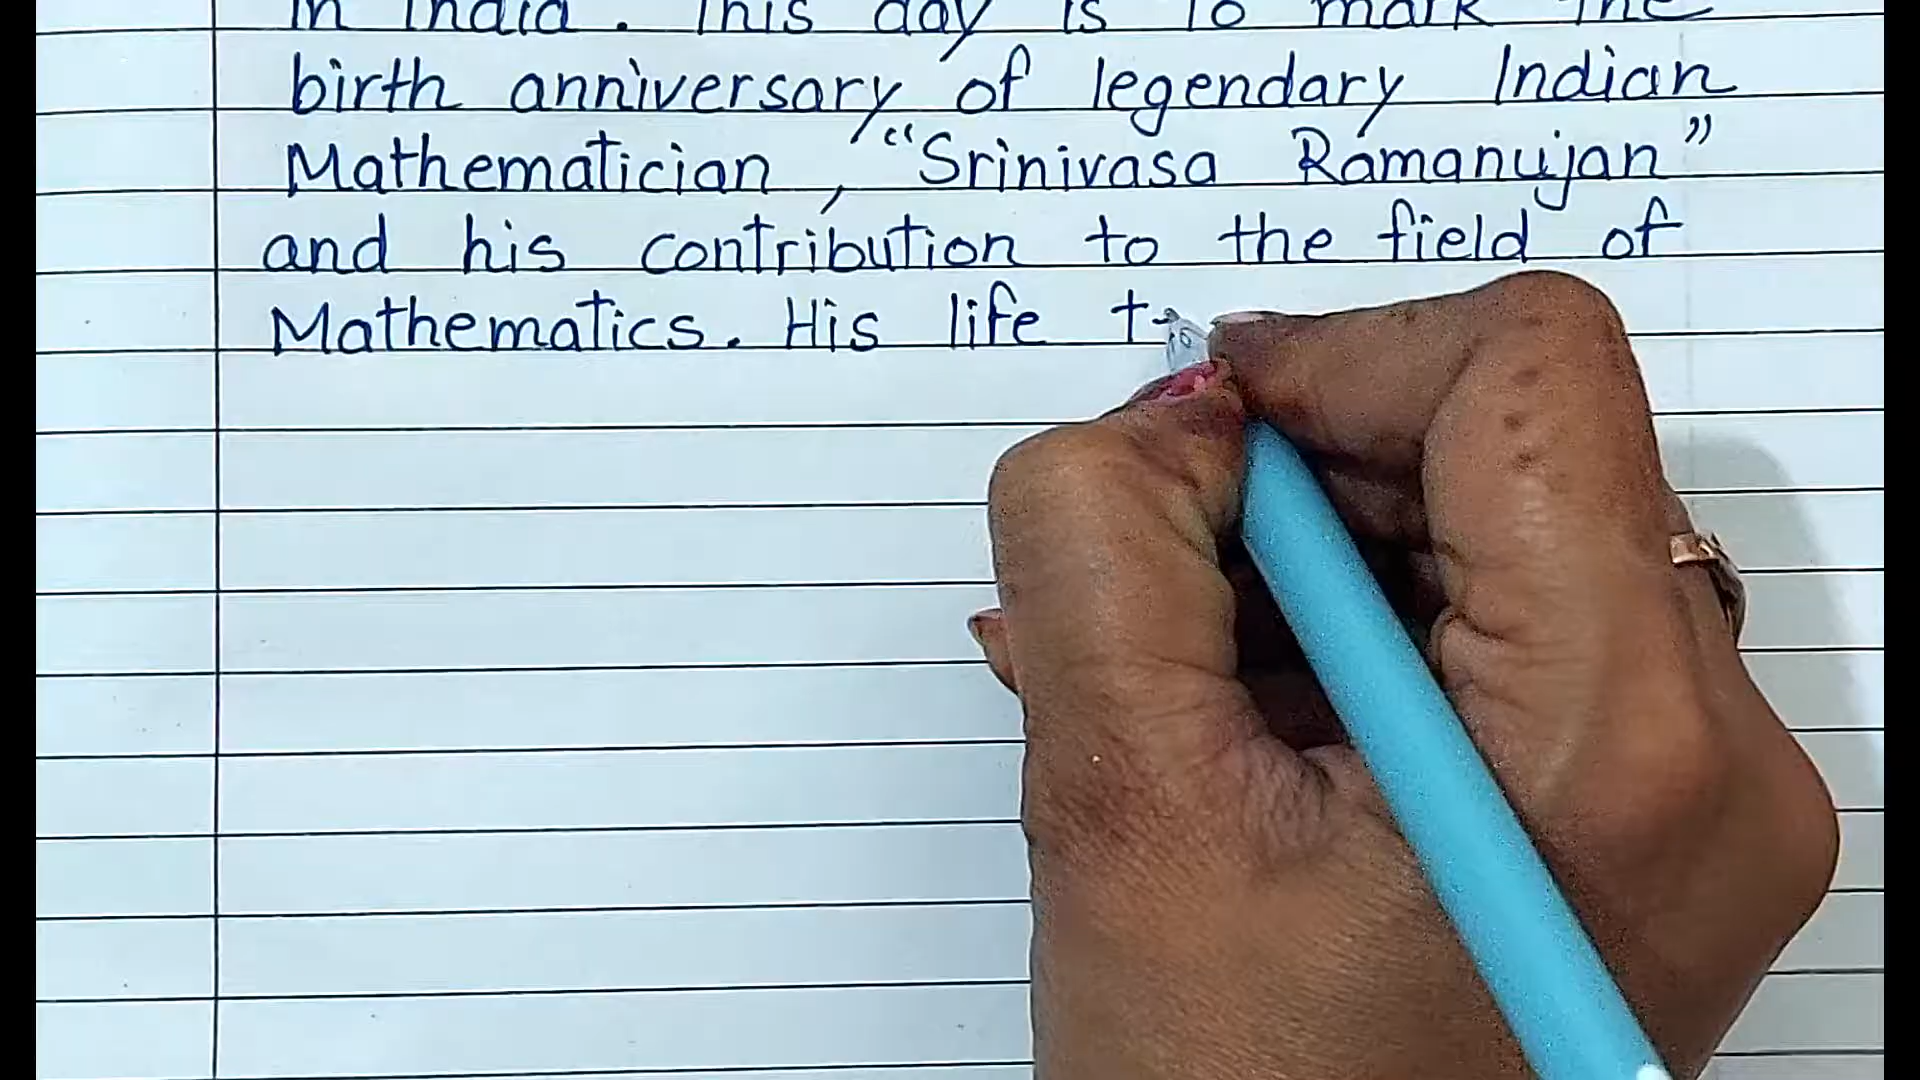 in India. This day is to mark the
birth anniversary of legendary Indian
Mathematician, “Srinivasa Ramanujan”
and his contribution to the field of
Mathematics. His life